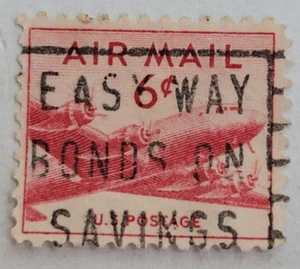 AIR MAIL
6¢
EASY WAY
BONDS ON
SAVINGS
U.S. POSTAGE